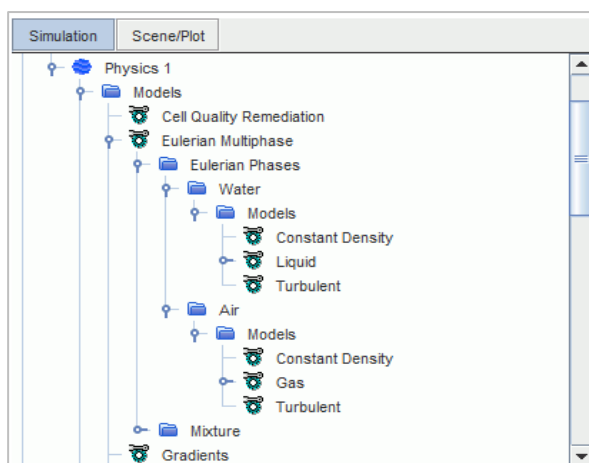 Simulation Scene/Plot
Physics 1
Models
Cell Quality Remediation
Eulerian Multiphase
Eulerian Phases
Water
Models
Constant Density
Liquid
Turbulent
Air
Models
Constant Density
Gas
Turbulent
Mixture
Gradients